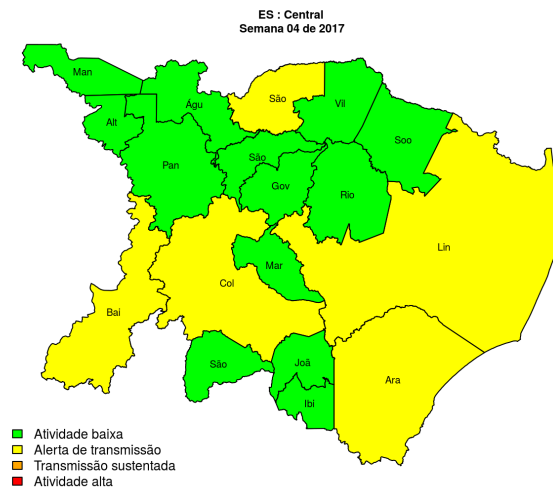 ES : Central
Semana 04 de 2017
Man
Águ
São
Vil
Alt
Soo
Pan
São
Gov
Rio
Lin
Mar
Col
Bai
São
Joã
Ara
Ibi
Atividade baixa
Alerta de transmissão
Transmissão sustentada
Atividade alta